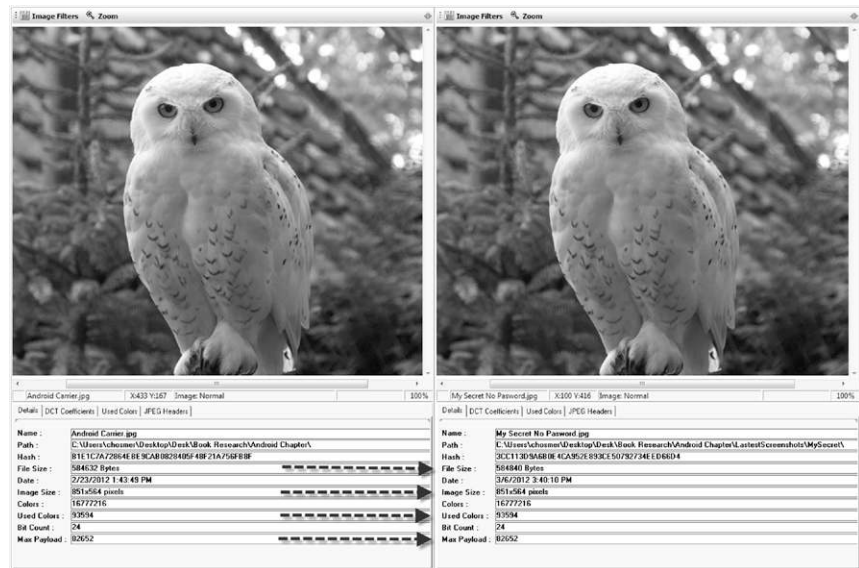 Image Filters Zoom
Android Carrier.jpg X:433 Y:167 Image: Normal 100%
Details DCT Coefficients Used Colors JPEG Headers
Name : Android Carrier.jpg
Path : C:\Users\chosmer\Desktop\Desk\Book Research\Android Chapter\
Hash :
File Size : 584632 Bytes
Date : 2/23/2012 1:43:49 PM
Image Size : 851x564 pixels
Colors : 16777216
Used Colors : 93594
Bit Count : 24
Max Payload : 82652
Image Filters Zoom
My Secret No Pasword.jpg X:100 Y:416 Image: Normal 100%
Details DCT Coefficients Used Colors JPEG Headers
Name : My Secret No Pasword.jpg
Path : C:\Users\chosmer\Desktop\Desk\Book Research\Android Chapter\LastestScreenshots\MySecret\
Hash :
File Size : 584840 Bytes
Date : 3/6/2012 3:40:10 PM
Image Size : 851x564 pixels
Colors : 16777216
Used Colors : 93594
Bit Count : 24
Max Payload : 82652